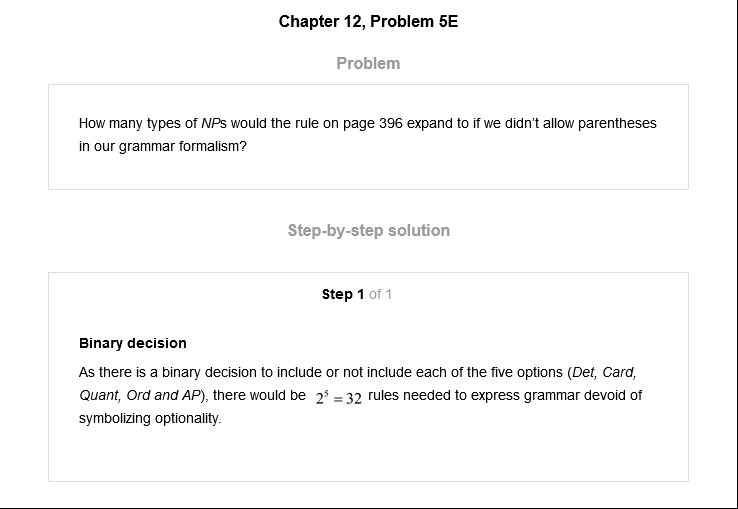 Chapter 12, Problem 5E
Problem
How many types of NPs would the rule on page 396 expand to if we didn't allow parentheses
in our grammar formalism?
Step-by-step solution
Step 1 of 1
Binary decision
As there is a binary decision to include or not include each of the five options (Det, Card,
Quant, Ord and AP), there would be 2⁵ = 32 rules needed to express grammar devoid of
symbolizing optionality.